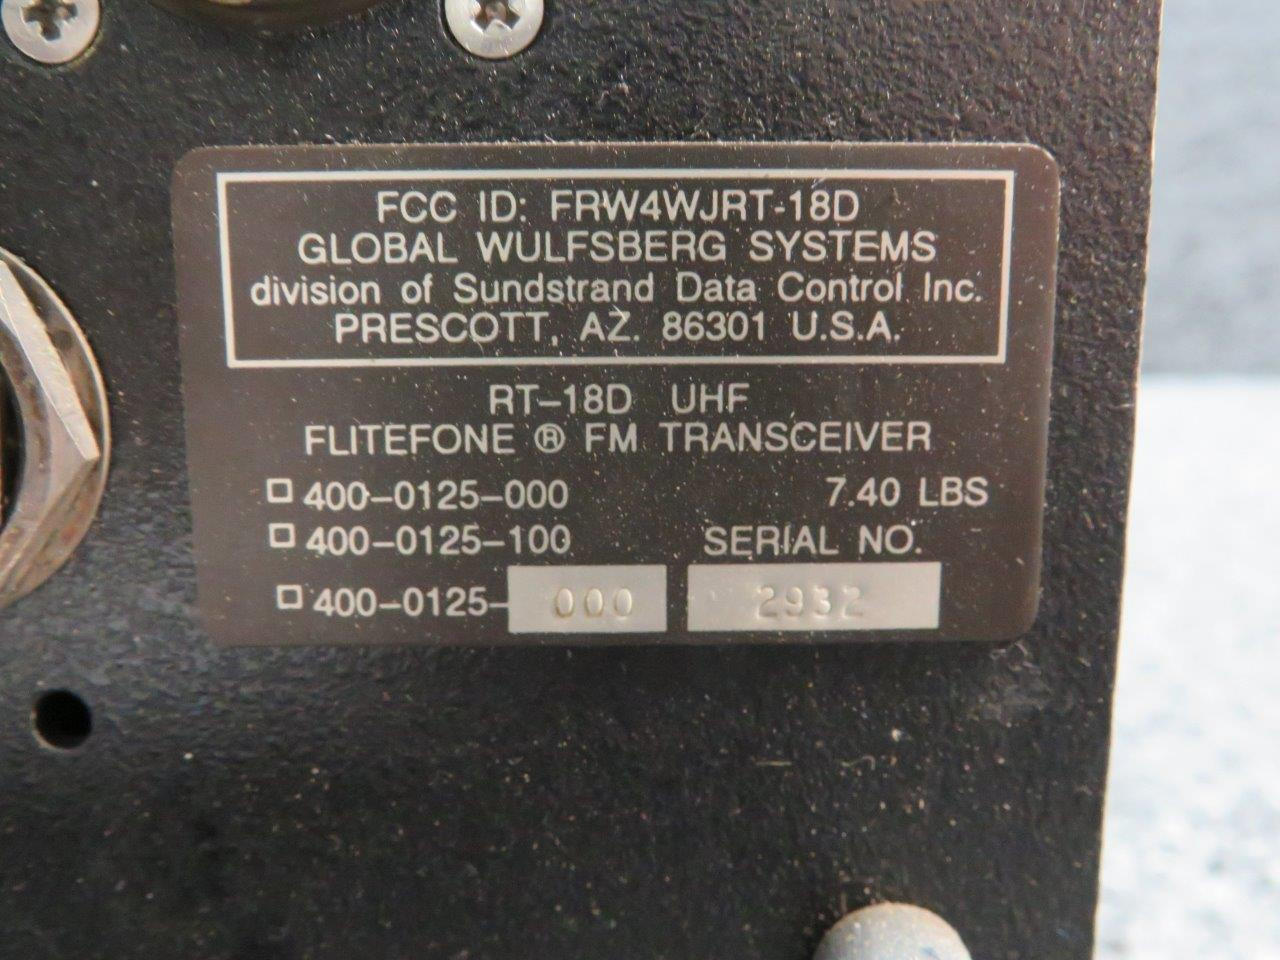 FCC ID: FRW4WJRT-18D
GLOBAL WULFSBERG SYSTEMS
division of Sundstrand Data Control Inc.
PRESCOTT, AZ. 86301 U.S.A.
RT-18D UHF
FLITEFONE ® FM TRANSCEIVER
400-0125-000 7.40 LBS
400-0125-100 SERIAL NO.
400-0125-000 2932